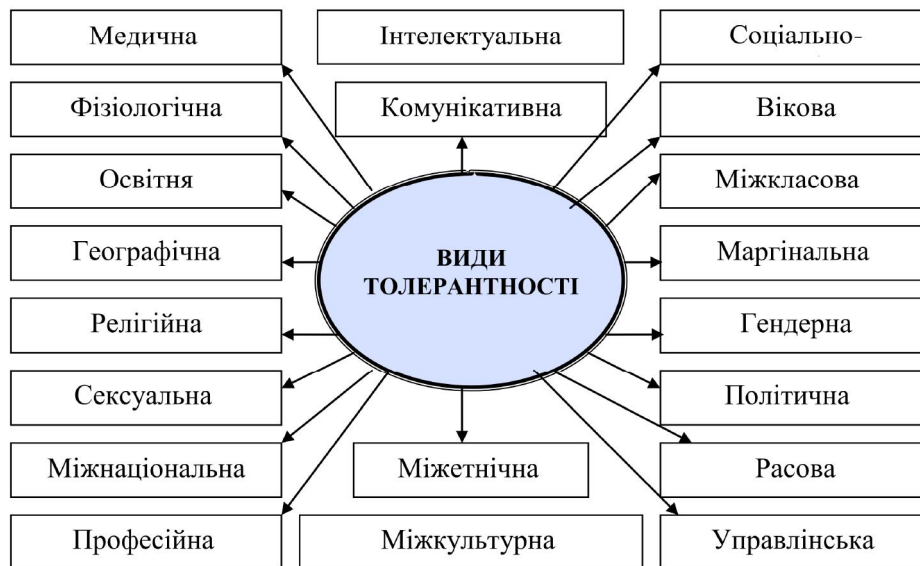 Медична
Інтелектуальна
Соціально-
Фізіологічна
Комунікативна
Вікова
Освітня
Міжкласова
Географічна
ВИДИ
ТОЛЕРАНТНОСТІ
Маргінальна
Релігійна
Гендерна
Сексуальна
Політична
Міжнаціональна
Міжетнічна
Расова
Професійна
Міжкультурна
Управлінська